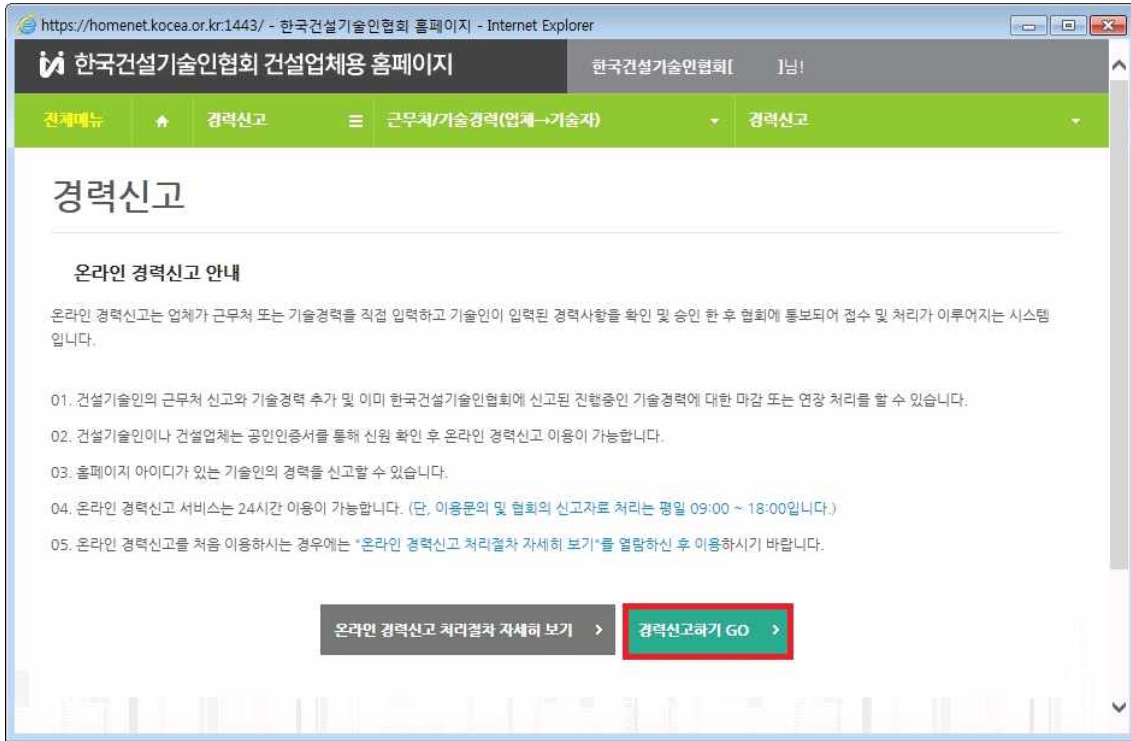 https://homenet.kocea.or.kr:1443/ - 한국건설기술인협회 홈페이지 - Internet Explorer
한국건설기술인협회 건설업체용 홈페이지
한국건설기술인협회[ ]님!
전체메뉴 경력신고 근무처/기술경력(업체→기술자) 경력신고
경력신고
온라인 경력신고 안내
온라인 경력신고는 업체가 근무처 또는 기술경력을 직접 입력하고 기술인이 입력된 경력사항을 확인 및 승인 한 후 협회에 통보되어 접수 및 처리가 이루어지는 시스템
입니다.
01. 건설기술인의 근무처 신고와 기술경력 추가 및 이미 한국건설기술인협회에 신고된 진행중인 기술경력에 대한 마감 또는 연장 처리를 할 수 있습니다.
02. 건설기술인이나 건설업체는 공인인증서를 통해 신원 확인 후 온라인 경력신고 이용이 가능합니다.
03. 홈페이지 아이디가 있는 기술인의 경력을 신고할 수 있습니다.
04. 온라인 경력신고 서비스는 24시간 이용이 가능합니다. (단, 이용문의 및 협회의 신고자료 처리는 평일 09:00 ~ 18:00입니다.)
05. 온라인 경력신고를 처음 이용하시는 경우에는 "온라인 경력신고 처리절차 자세히 보기"를 열람하신 후 이용하시기 바랍니다.
온라인 경력신고 처리절차 자세히 보기 >
경력신고하기 GO >